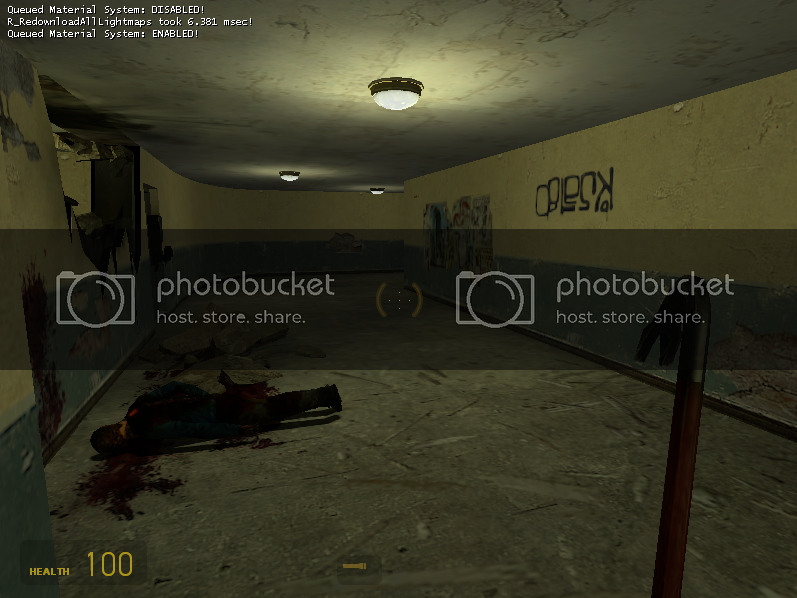 Queued Material System: DISABLED!
R_RedownloadAllLightmaps took 6.381 msec!
Queued Material System: ENABLED!
photobucket
host. store. share.
photobucket
host. store. share.
HEALTH 100